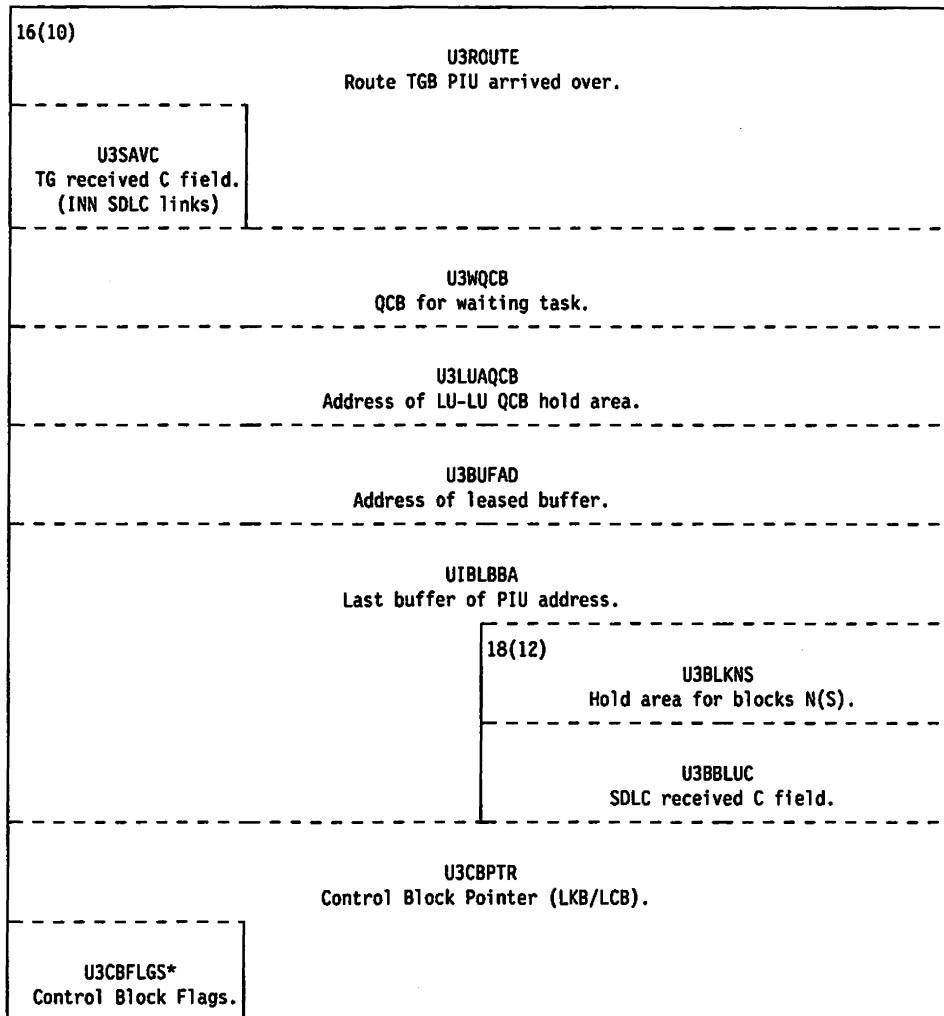 16(10)
U3ROUTE
Route TGB PIU arrived over.
U3SAVC
TG received C field.
(INN SDLC links)
U3WQCB
QCB for waiting task.
U3LUAQCB
Address of LU-LU QCB hold area.
U3BUFAD
Address of leased buffer.
UIBLBBA
Last buffer of PIU address.
18(12)
U3BLKNS
Hold area for blocks N(S).
U3BBLUC
SDLC received C field.
U3CBPTR
Control Block Pointer (LKB/LCB).
U3CBFLGS*
Control Block Flags.